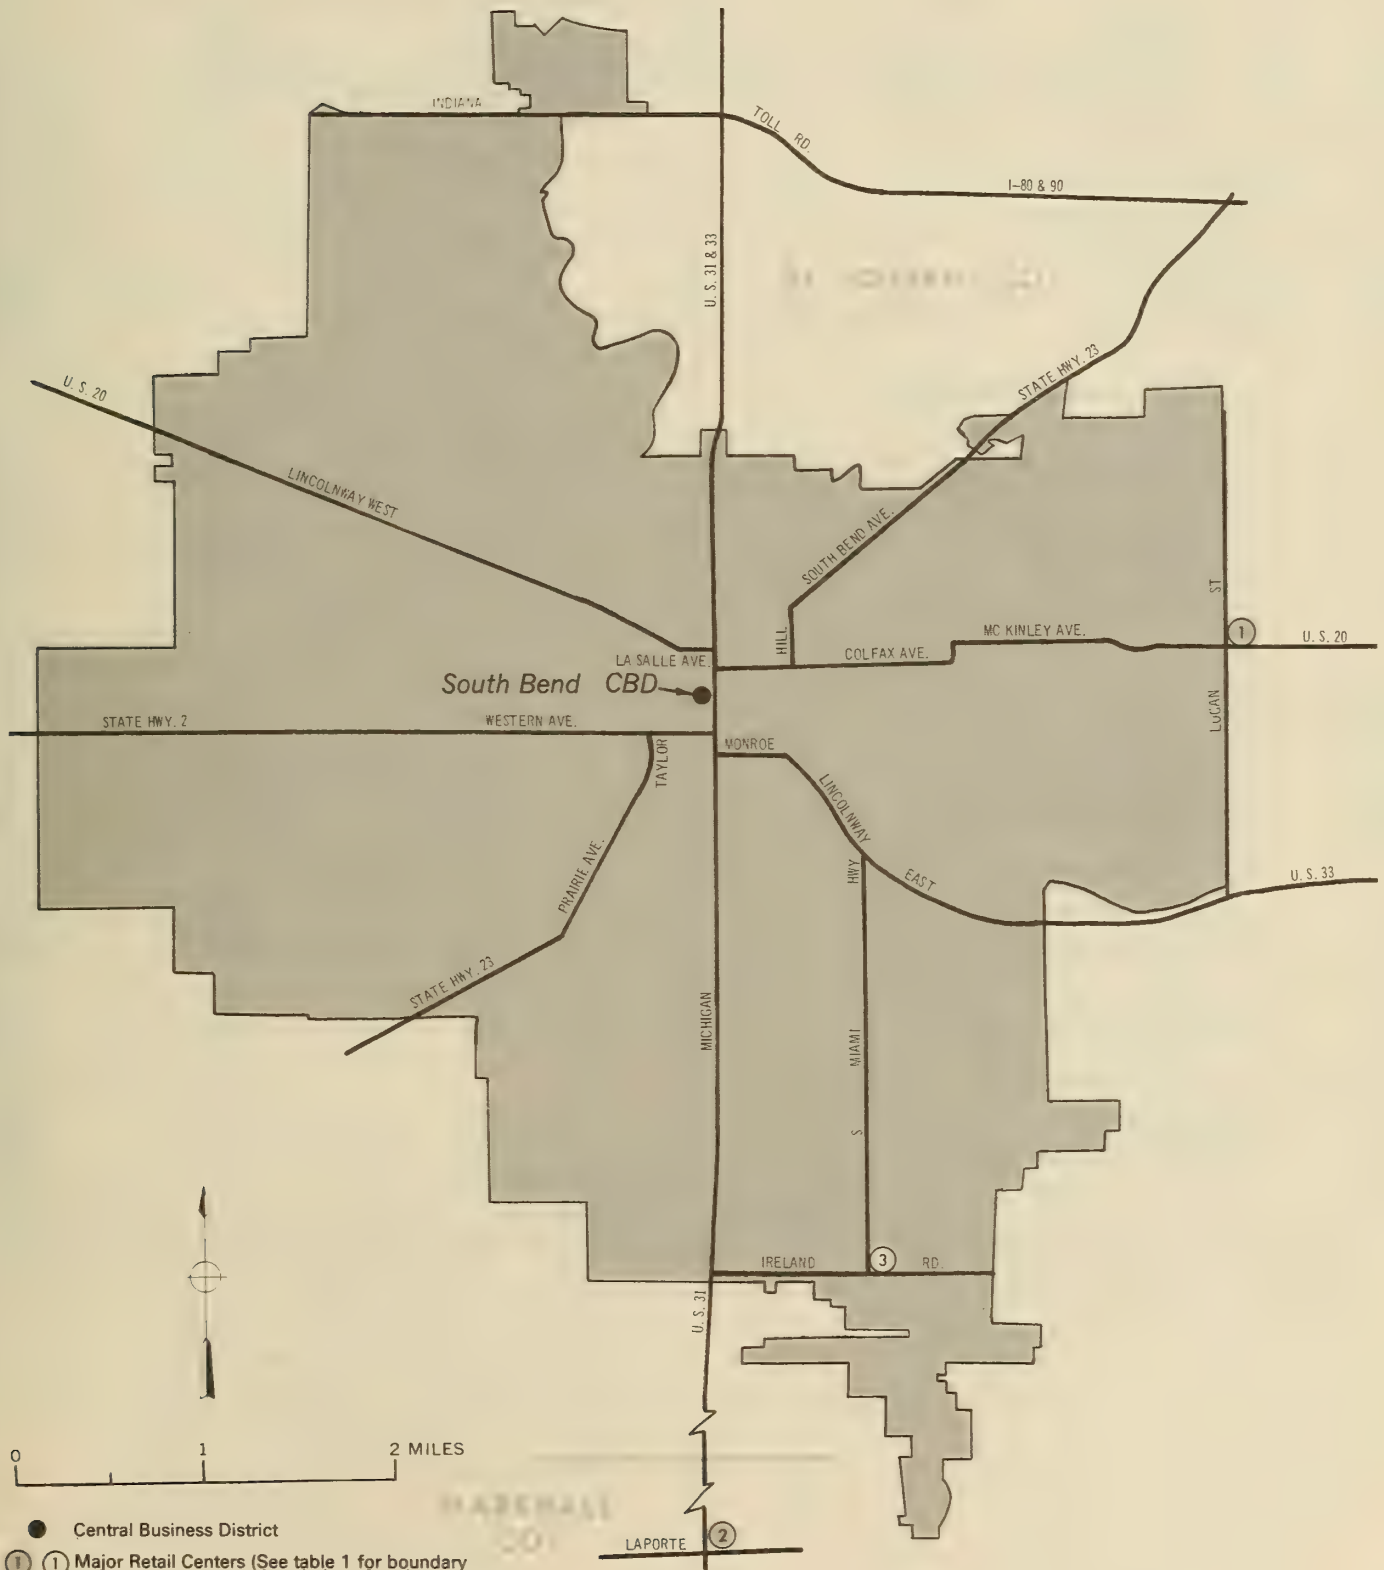 INDIANA
TOLL RD.
I-80 & 90
U. S. 31 & 33
STATE HWY. 23
U. S. 20
LINCOLNWAY WEST
SOUTH BEND AVE.
ST
HILL
MC KINLEY AVE.
1
U. S. 20
LA SALLE AVE.
COLFAX AVE.
South Bend CBD
LOGAN
STATE HWY. 2
WESTERN AVE.
MONROE
TAYLOR
LINCOLNWAY
EAST
HWY
U. S. 33
PRAIRIE AVE.
STATE HWY. 23
MICHIGAN
MIAMI
S
IRELAND
3
RD.
U. S. 31
0 1 2 MILES
MARSHALL
CO.
Central Business District
2
LAPORTE
1 1 Major Retail Centers (See table 1 for boundary